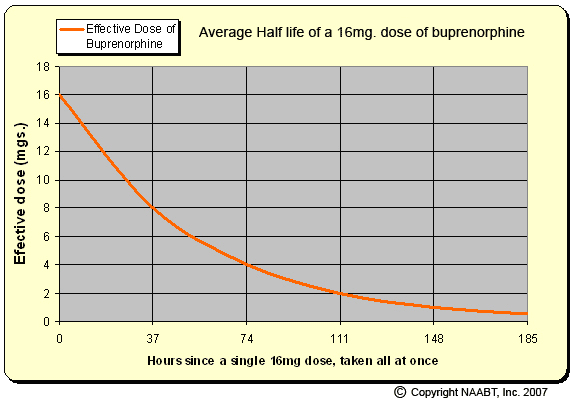 Effective Dose of
Buprenorphine
Average Half life of a 16mg. dose of buprenorphine
18
16
14
12
10
8
6
4
2
0
Effective dose (mgs.)
0 37 74 111 148 185
Hours since a single 16mg dose, taken all at once
© Copyright NAABT, Inc. 2007